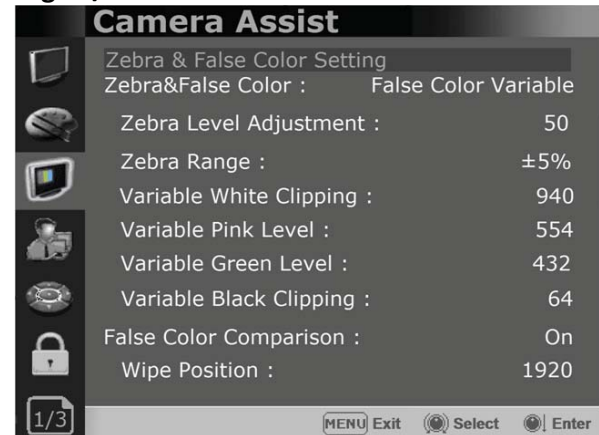 Camera Assist
Zebra & False Color Setting
Zebra&False Color : False Color Variable
Zebra Level Adjustment : 50
Zebra Range : ±5%
Variable White Clipping : 940
Variable Pink Level : 554
Variable Green Level : 432
Variable Black Clipping : 64
False Color Comparison : On
Wipe Position : 1920
1/3
MENU Exit Select Enter